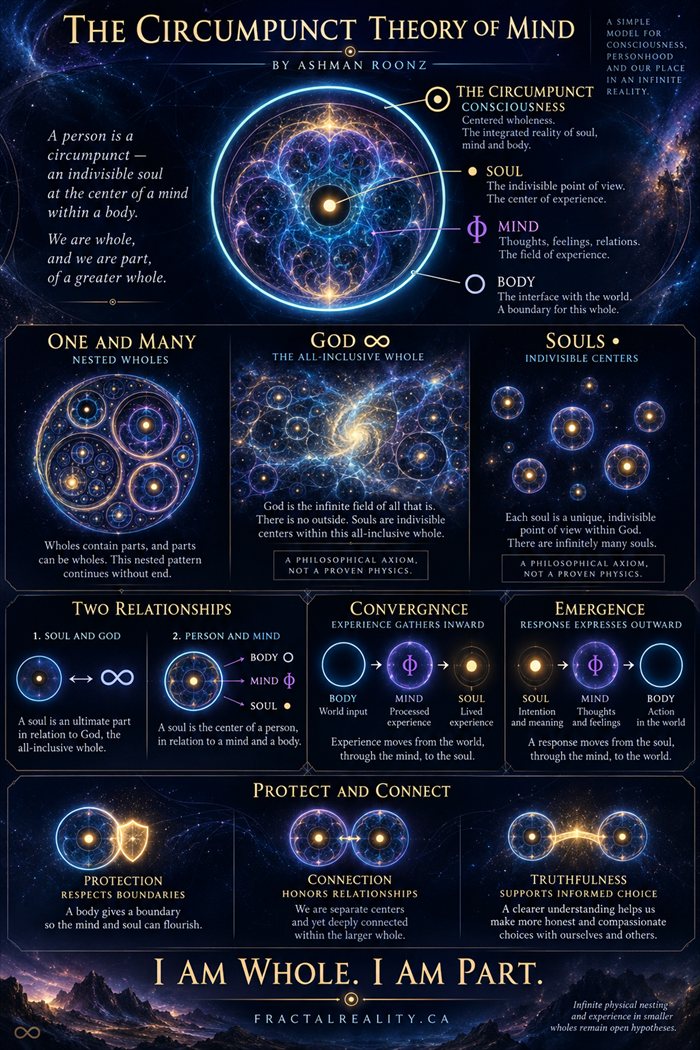 THE CIRCUMPUNCT THEORY OF MIND
BY ASHMAN ROONZ
A SIMPLE
MODEL FOR
CONSCIOUSNESS,
PERSONHOOD
AND OUR PLACE
IN AN INFINITE
REALITY.
A person is a
circumpunct —
an indivisible soul
at the center of a mind
within a body.
We are whole,
and we are part,
of a greater whole.
THE CIRCUMPUNCT
CONSCIOUSNESS
Centered wholeness.
The integrated reality of soul,
mind and body.
SOUL
The indivisible point of view.
The center of experience.
Φ MIND
Thoughts, feelings, relations.
The field of experience.
BODY
The interface with the world.
A boundary for this whole.
ONE AND MANY
NESTED WHOLES
Wholes contain parts, and parts
can be wholes. This nested pattern
continues without end.
GOD ∞
THE ALL-INCLUSIVE WHOLE
God is the infinite field of all that is.
There is no outside. Souls are indivisible
centers within this all-inclusive whole.
A PHILOSOPHICAL AXIOM,
NOT A PROVEN PHYSICS.
SOULS •
INDIVISIBLE CENTERS
Each soul is a unique, indivisible
point of view within God.
There are infinitely many souls.
A PHILOSOPHICAL AXIOM,
NOT A PROVEN PHYSICS.
TWO RELATIONSHIPS
1. SOUL AND GOD
∞
A soul is an ultimate part
in relation to God, the
all-inclusive whole.
2. PERSON AND MIND
BODY
MIND Φ
SOUL
A soul is the center of a person,
in relation to a mind and a body.
CONVERGNNCE
EXPERIENCE GATHERS INWARD
Φ
BODY
World input
MIND
Processed
experience
SOUL
Lived
experience
Experience moves from the world,
through the mind, to the soul.
EMERGENCE
RESPONSE EXPRESSES OUTWARD
Φ
SOUL
Intention
and meaning
MIND
Thoughts
and feelings
BODY
Action
in the world
A response moves from the soul,
through the mind, to the world.
PROTECT AND CONNECT
PROTECTION
RESPECTS BOUNDARIES
A body gives a boundary
so the mind and soul can flourish.
CONNECTION
HONORS RELATIONSHIPS
We are separate centers
and yet deeply connected
within the larger whole.
TRUTHFULNESS
SUPPORTS INFORMED CHOICE
A clearer understanding helps us
make more honest and compassionate
choices with ourselves and others.
I AM WHOLE. I AM PART.
FRACTALREALITY.CA
∞
Infinite physical nesting
and experience in smaller
wholes remain open hypotheses.